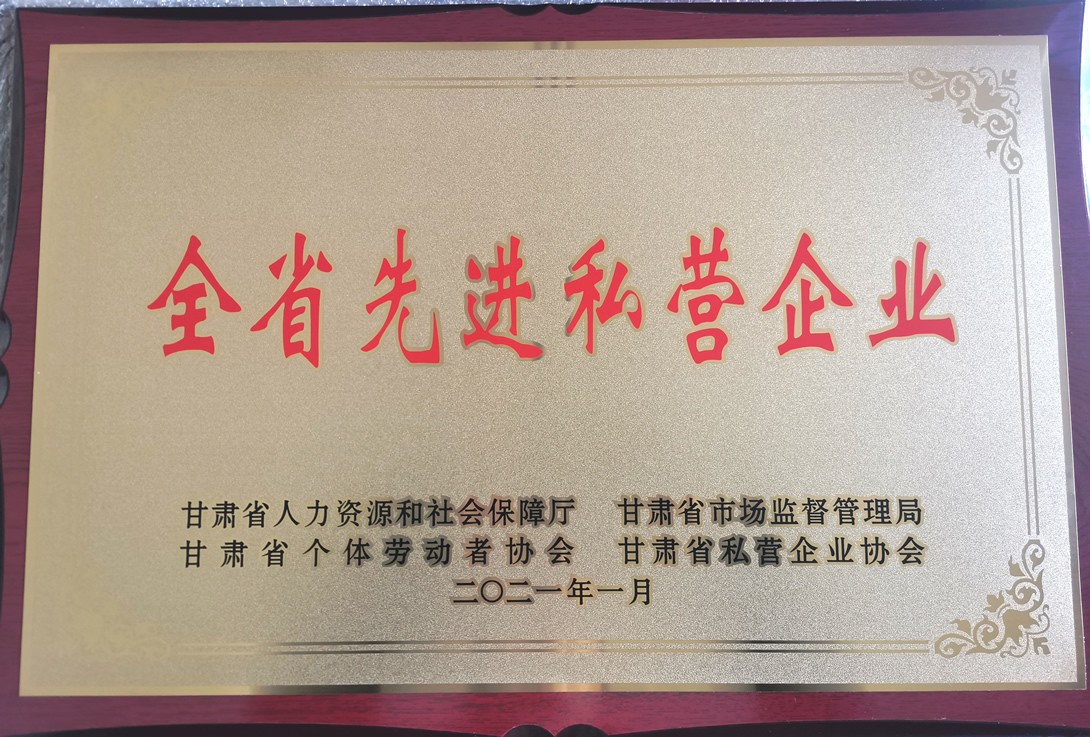 全省先进私营企业
甘肃省人力资源和社会保障厅 甘肃省市场监督管理局
甘肃省个体劳动者协会 甘肃省私营企业协会
二〇二一年一月